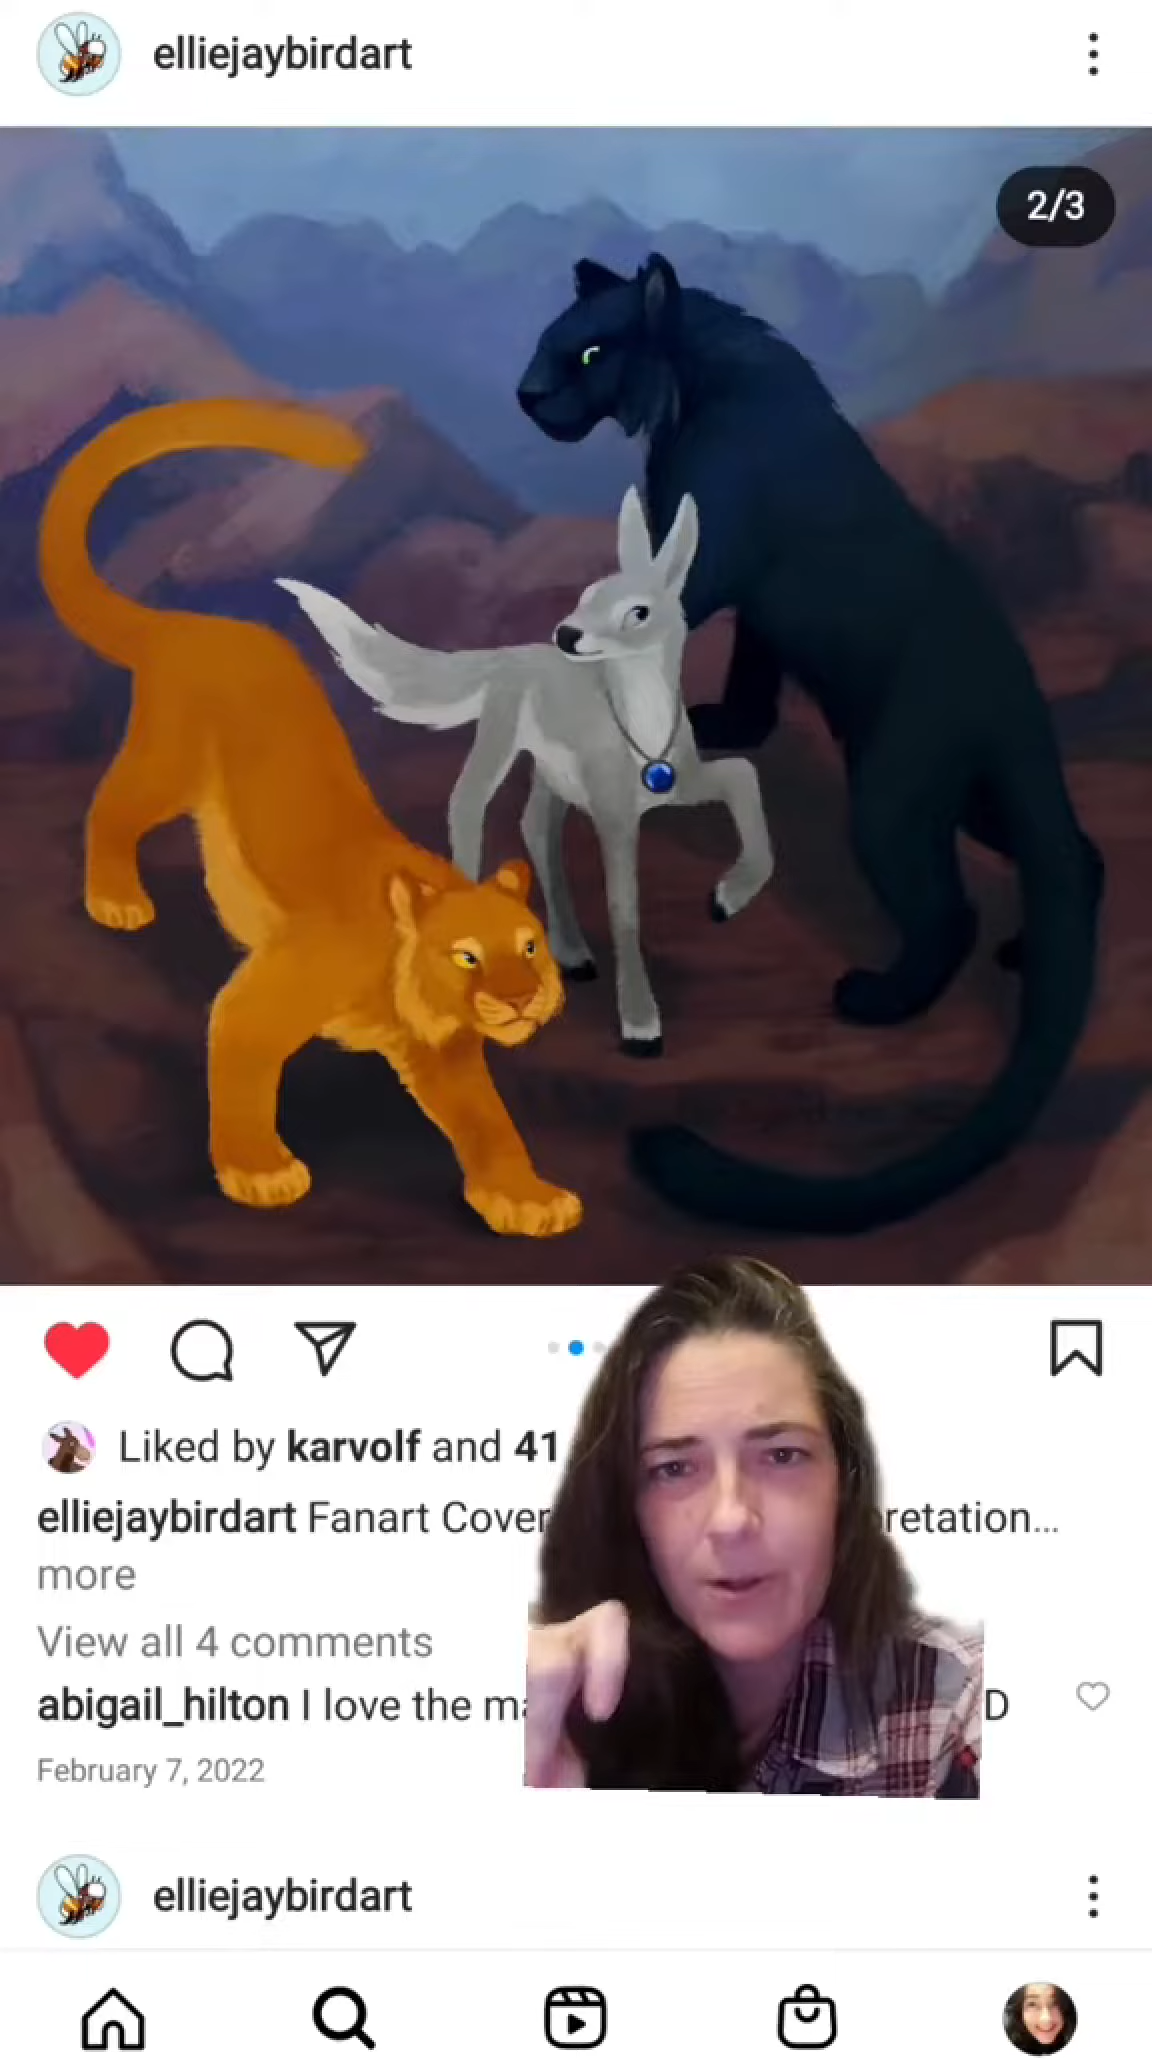 elliejaybirdart
2/3
Liked by karvolf and 41
elliejaybirdart Fanart Cover retation...
more
View all 4 comments
abigail_hilton I love the D
February 7, 2022
elliejaybirdart